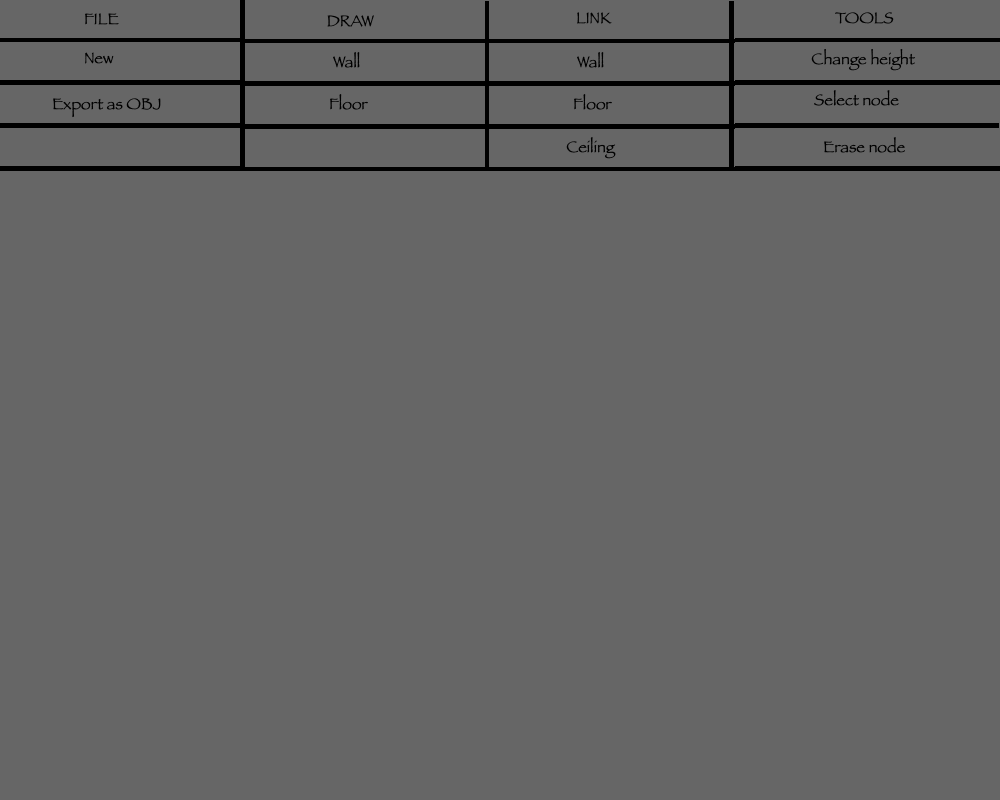 FILE DRAW LINK TOOLS
New Wall Wall Change height
Export as OBJ Floor Floor Select node
Ceiling Erase node